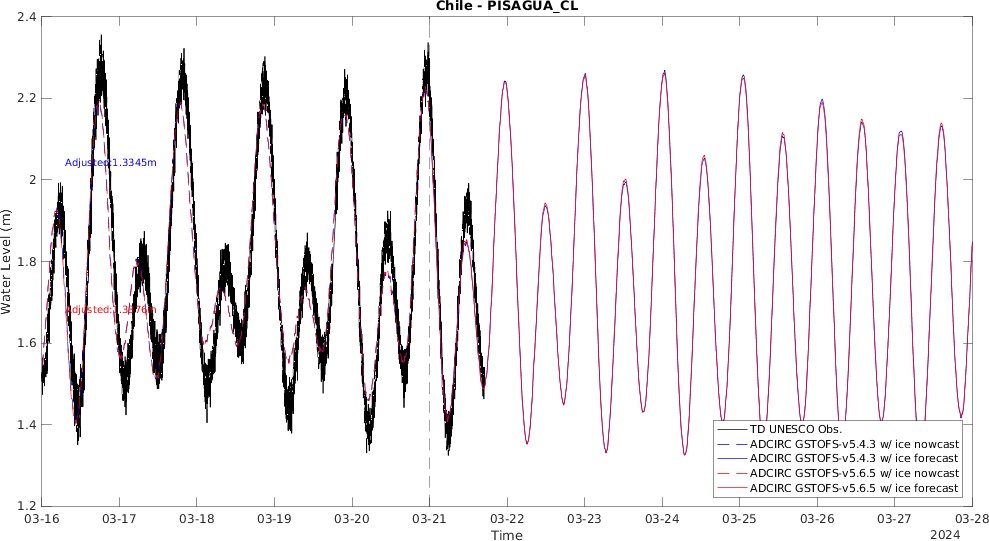 Chile - PISAGUA_CL
2.4
2.2
2
1.8
1.6
1.4
1.2
Water Level (m)
Adjusted:1.3345m
TD UNESCO Obs.
ADCIRC GSTOFS-v5.4.3 w/ ice nowcast
ADCIRC GSTOFS-v5.4.3 w/ ice forecast
ADCIRC GSTOFS-v5.6.5 w/ ice nowcast
ADCIRC GSTOFS-v5.6.5 w/ ice forecast
03-16 03-17 03-18 03-19 03-20 03-21 03-22 03-23 03-24 03-25 03-26 03-27 03-28
Time
2024